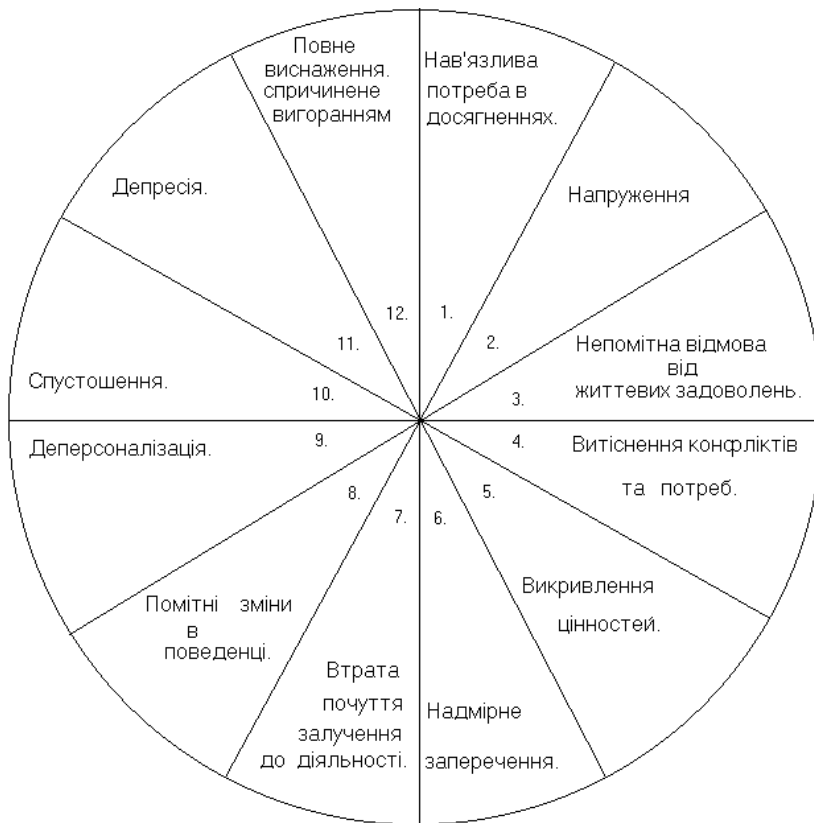 Нав'язлива
потреба в
досягненнях.
1.
Напруження
2.
Непомітна відмова
від
життевих задоволень.
3.
Витіснення конфліктів
та потреб.
4.
Викривлення
цінностей.
5.
Надмірне
заперечення.
6.
Втрата
почуття
залучення
до діяльності.
7.
Помітні зміни
в
поведенці.
8.
Деперсоналізація.
9.
Спустошення.
10.
Депресія.
11.
Повне
виснаження.
спричинене
вигоранням
12.